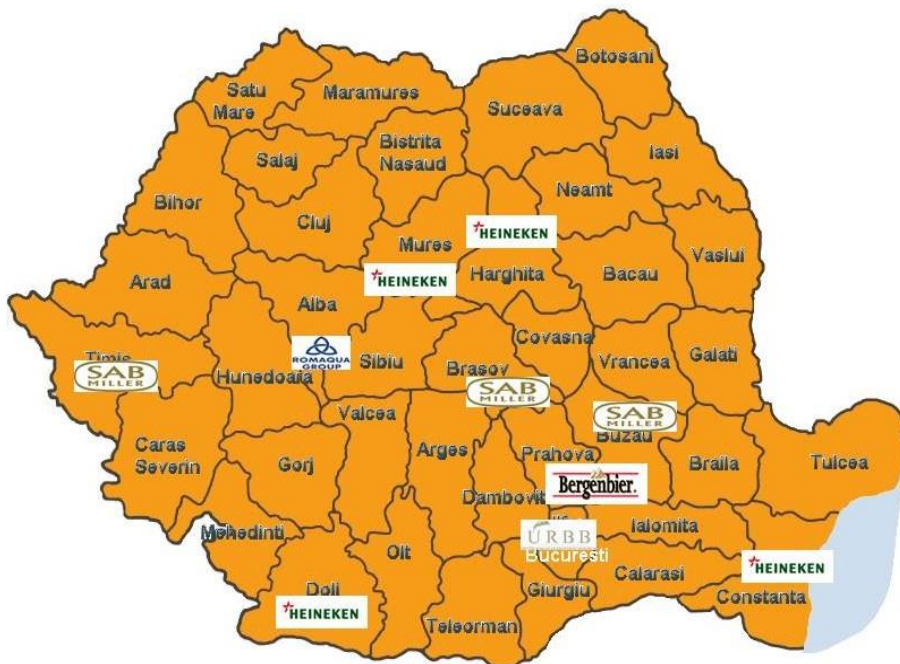 Botosani
Satu
Mare
Maramures
Suceava
Bistrita
Nasaud
Salaj
Iasi
Neamt
Bihor
Cluj
Mures
HEINEKEN
Vaslui
Arad
HEINEKEN
Harghita
Bacau
Alba
Covasna
ROMAQUA
GROUP
Sibiu
Vrancea
Galati
Timis
SAB
MILLER
Hunedoara
Brasov
SAB
MILLER
Valcea
SAB
MILLER
Buzau
Caras
Severin
Gorj
Arges
Prahova
Braila
Tulcea
Bergenbier.
Dambovit
Mehedinti
Olt
URBB
Bucuresti
Ialomita
HEINEKEN
Calarasi
Dolj
HEINEKEN
Giurgiu
Constanta
Teleorman